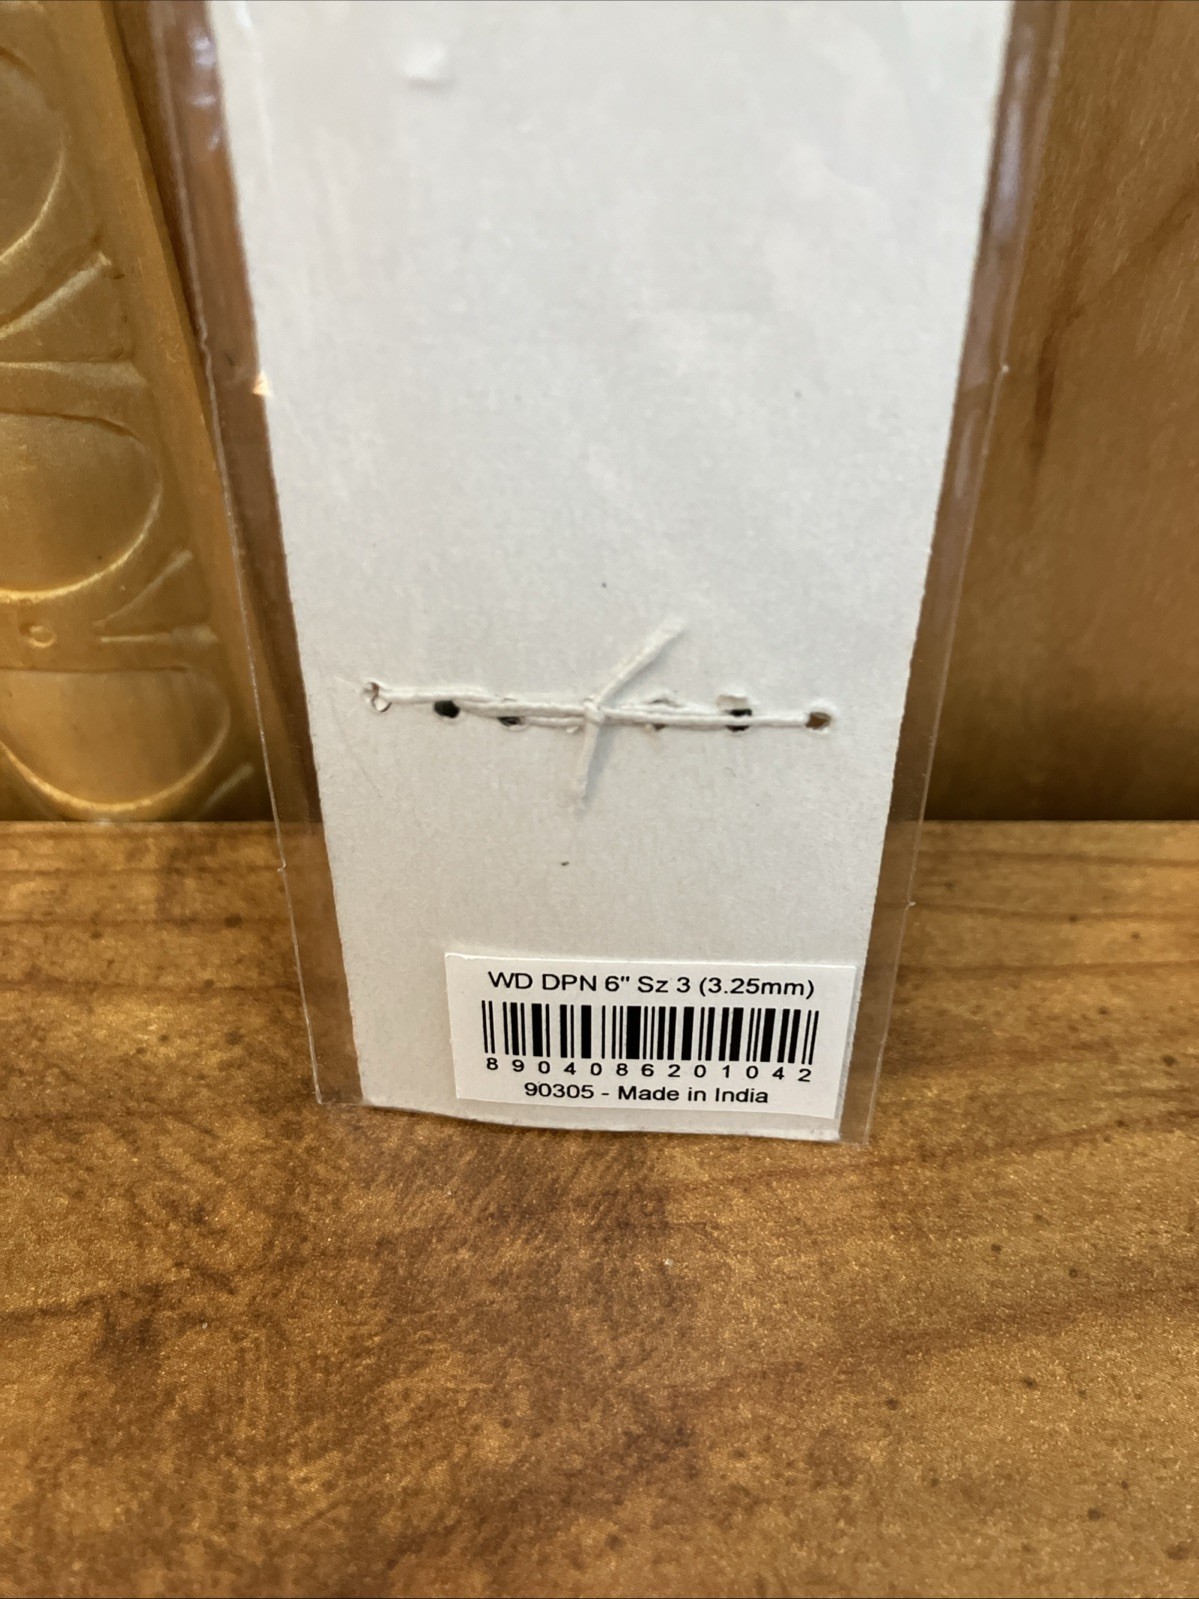 WD DPN 6" Sz 3 (3.25mm)
8904086201042
90305 - Made in India